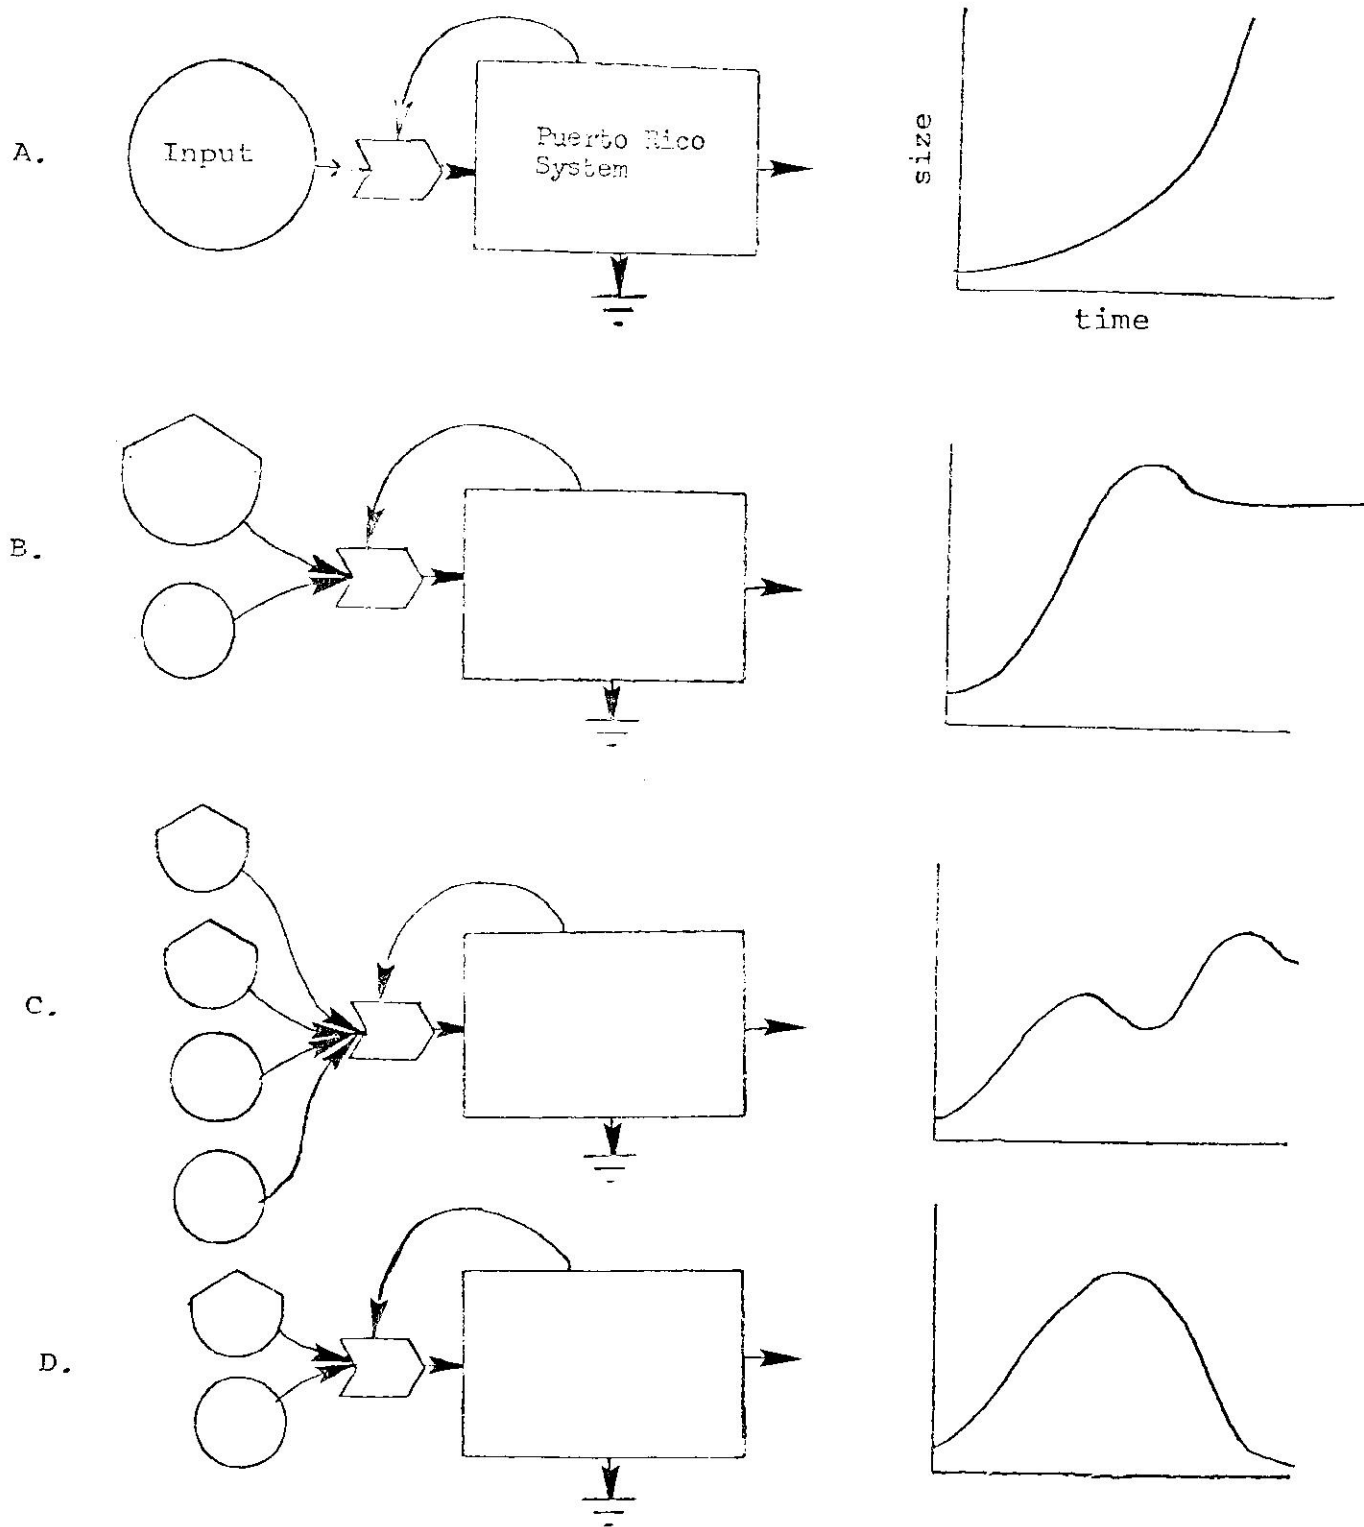 A.
Input
Puerto Rico
System
size
time
B.
C.
D.